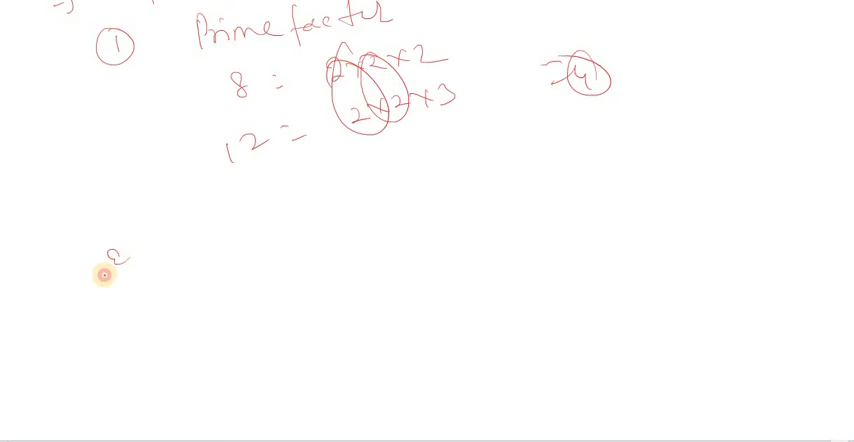 ① Prime factor
8 = 2×2×2 = 4
12 = 2×2×3